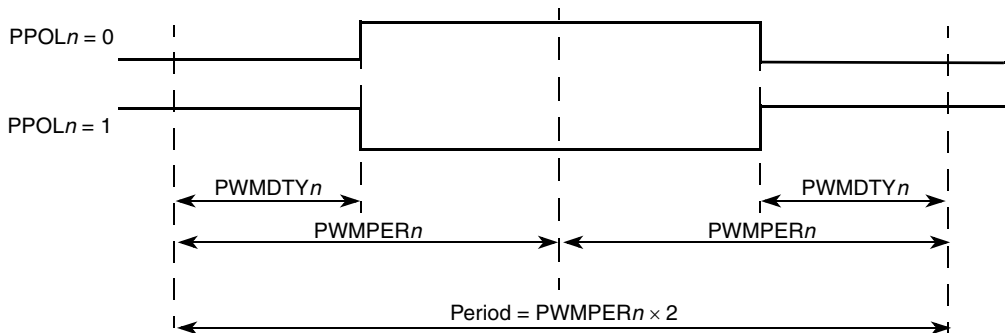 PPOLn = 0
PPOLn = 1
PWMDTYn
PWMDTYn
PWMPERn
PWMPERn
Period = PWMPERn × 2